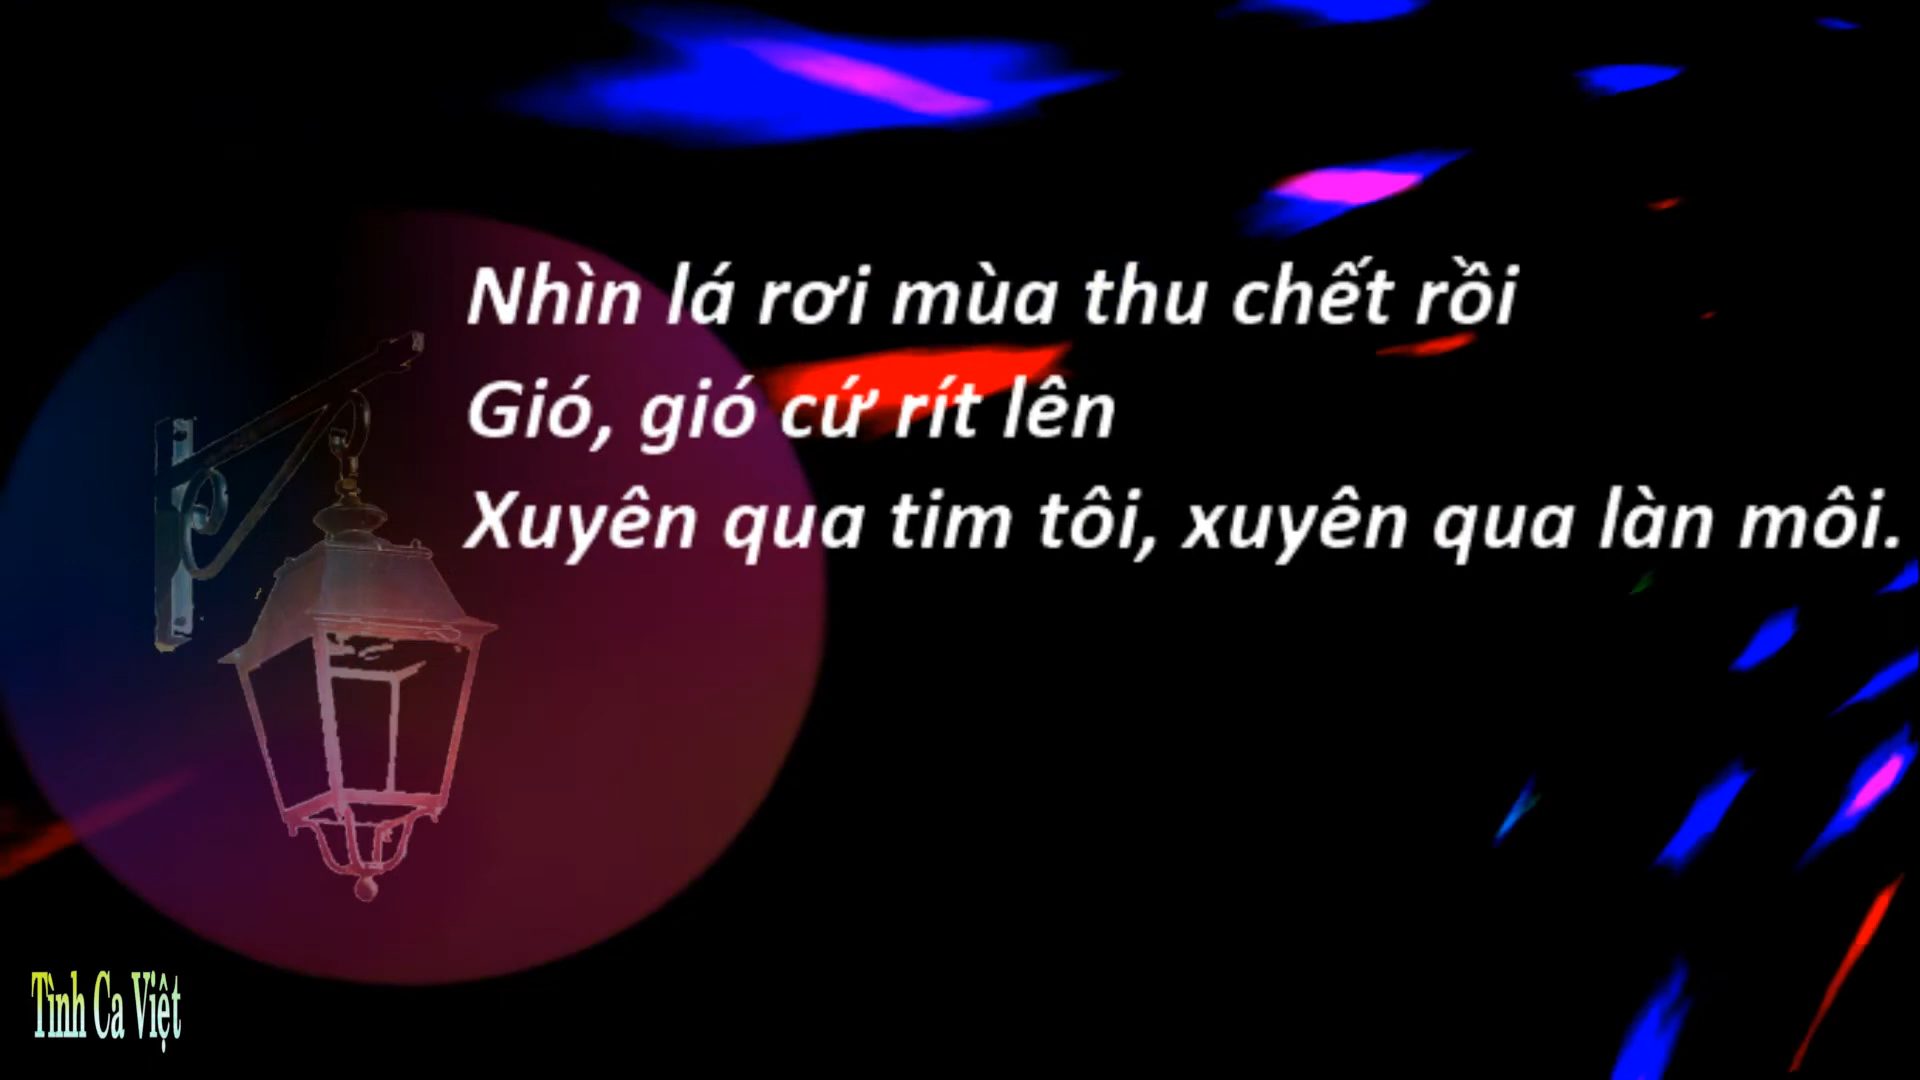 Nhìn lá rơi mùa thu chết rồi
Gió, gió cứ rít lên
Xuyên qua tim tôi, xuyên qua làn môi.
Tình Ca Việt